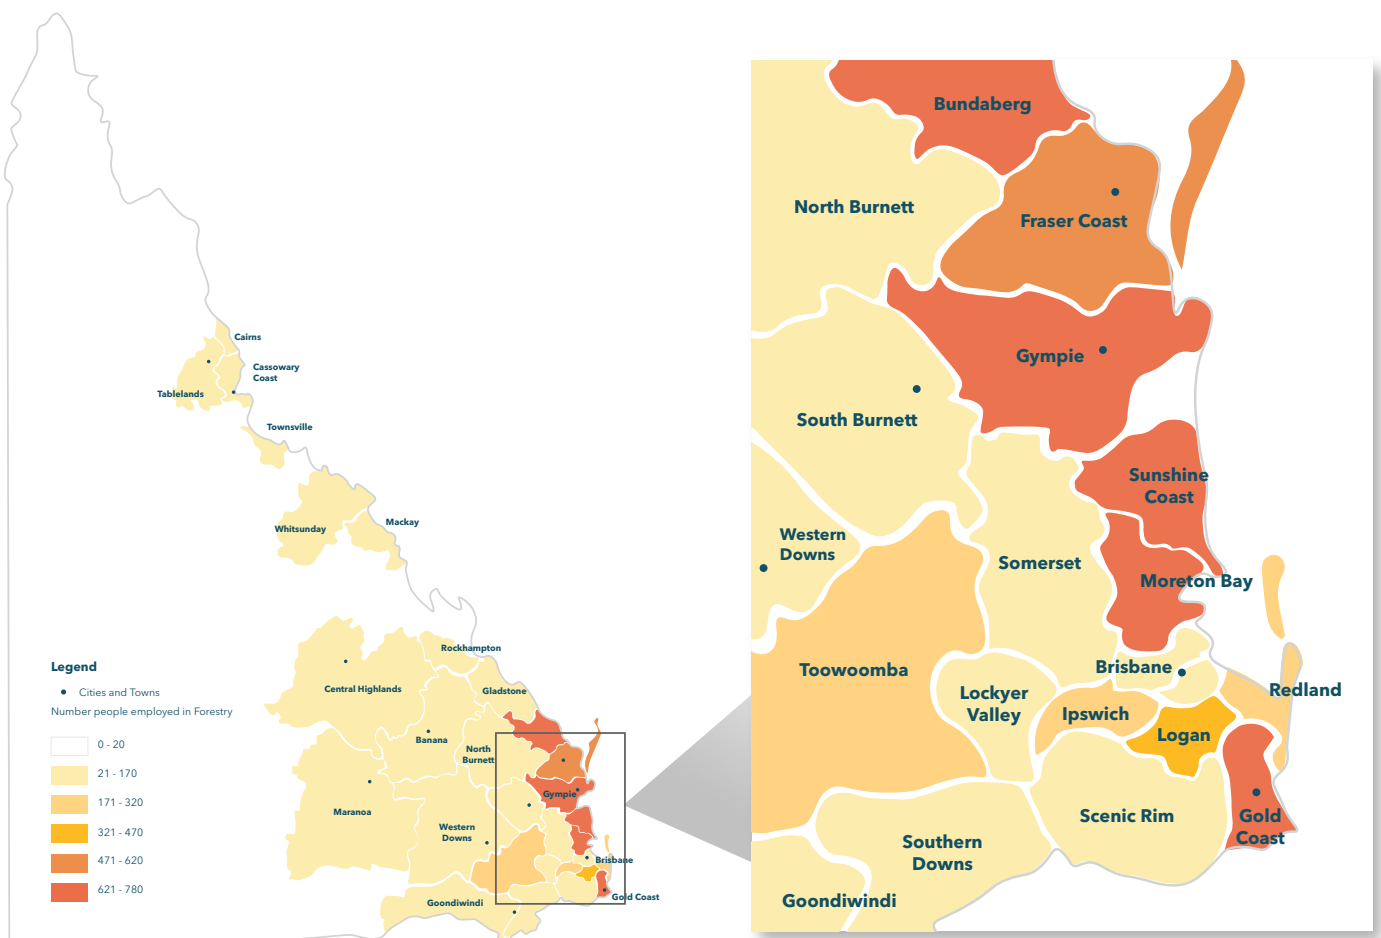 Cairns
Cassowary
Coast
Tablelands
Townsville
Whitsunday
Mackay
Rockhampton
Central Highlands
Gladstone
Banana
North
Burnett
Gympie
Maranoa
Western
Downs
Brisbane
Gold Coast
Goondiwindi
Legend
Cities and Towns
Number people employed in Forestry
0 - 20
21 - 170
171 - 320
321 - 470
471 - 620
621 - 780
Bundaberg
North Burnett
Fraser Coast
Gympie
South Burnett
Sunshine
Coast
Western
Downs
Somerset
Moreton Bay
Toowoomba
Brisbane
Lockyer
Valley
Redland
Ipswich
Logan
Scenic Rim
Gold
Coast
Southern
Downs
Goondiwindi